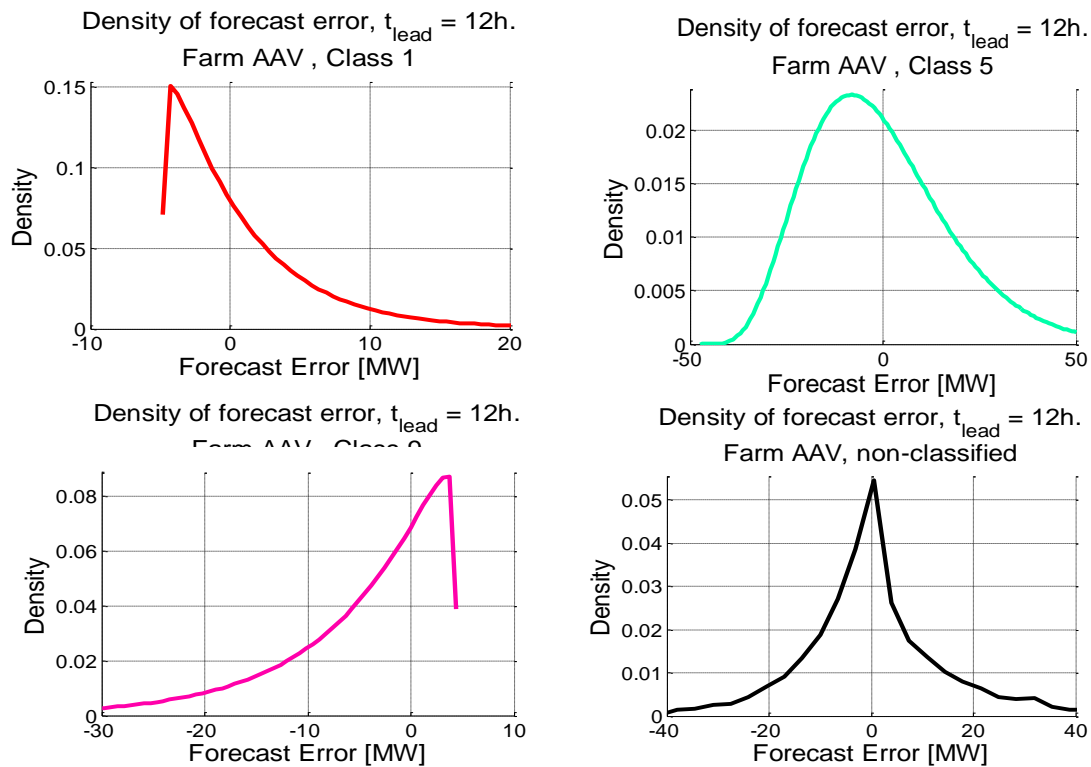 Density of forecast error, t_lead = 12h.
Farm AAV , Class 1
0.15
0.1
0.05
0
-10
0
10
20
Density
Forecast Error [MW]
Density of forecast error, t_lead = 12h.
Farm AAV , Class 5
0.02
0.015
0.01
0.005
0
-50
0
50
Density
Forecast Error [MW]
Density of forecast error, t_lead = 12h.
Farm AAV , Class
0.08
0.06
0.04
0.02
0
-30
-20
-10
0
10
Density
Forecast Error [MW]
Density of forecast error, t_lead = 12h.
Farm AAV, non-classified
0.05
0.04
0.03
0.02
0.01
0
-40
-20
0
20
40
Density
Forecast Error [MW]